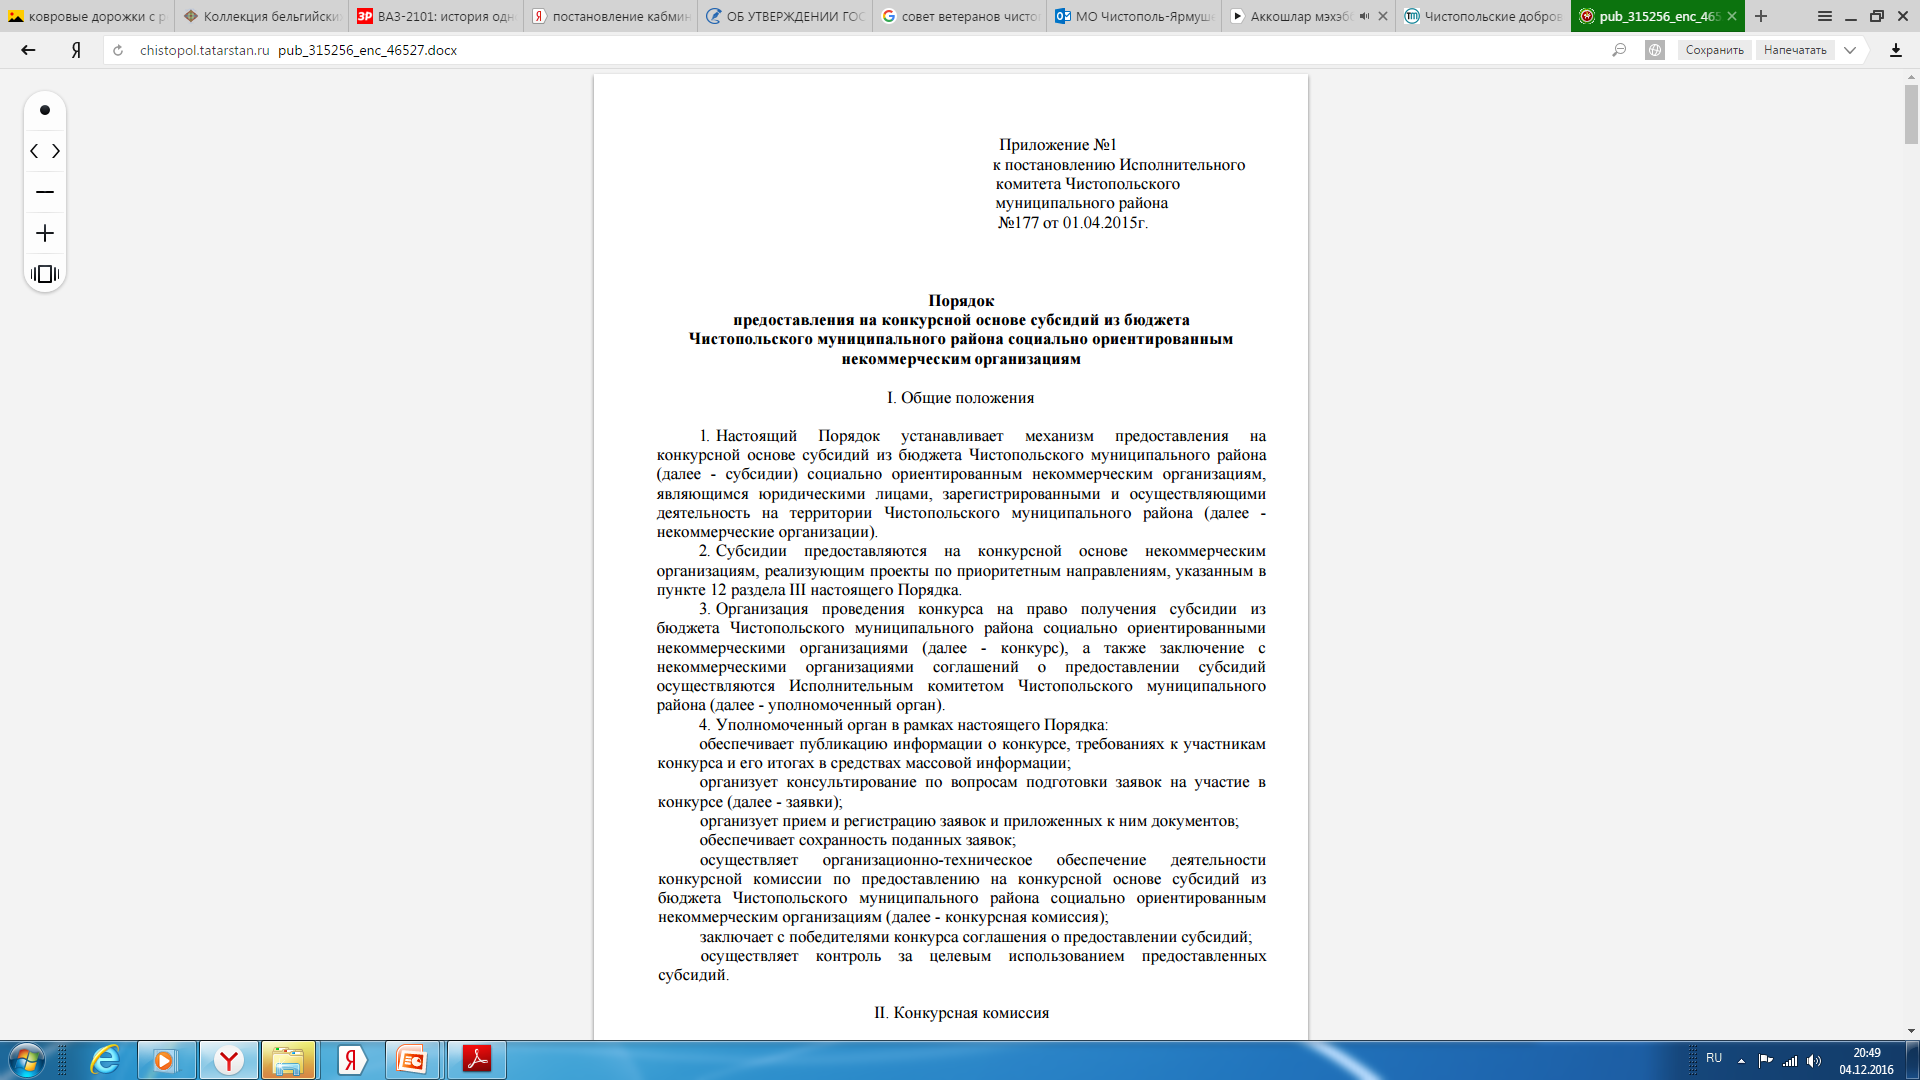 ковровые дорожки с р
Коллекция бельгийски
ВАЗ-2101: история одн
постановление кабмин
ОБ УТВЕРЖДЕНИИ ГОС
совет ветеранов чисто
МО Чистополь-Ярмуш
Аккошлар мэхэбб
Чистопольские добров
pub_315256_enc_465
chistopol.tatarstan.ru pub_315256_enc_46527.docx
Сохранить
Напечатать
Приложение №1
к постановлению Исполнительного
комитета Чистопольского
муниципального района
№177 от 01.04.2015г.
Порядок
предоставления на конкурсной основе субсидий из бюджета
Чистопольского муниципального района социально ориентированным
некоммерческим организациям
I. Общие положения
1. Настоящий Порядок устанавливает механизм предоставления на
конкурсной основе субсидий из бюджета Чистопольского муниципального района
(далее - субсидии) социально ориентированным некоммерческим организациям,
являющимся юридическими лицами, зарегистрированными и осуществляющими
деятельность на территории Чистопольского муниципального района (далее -
некоммерческие организации).
2. Субсидии предоставляются на конкурсной основе некоммерческим
организациям, реализующим проекты по приоритетным направлениям, указанным в
пункте 12 раздела III настоящего Порядка.
3. Организация проведения конкурса на право получения субсидии из
бюджета Чистопольского муниципального района социально ориентированными
некоммерческими организациями (далее - конкурс), а также заключение с
некоммерческими организациями соглашений о предоставлении субсидий
осуществляются Исполнительным комитетом Чистопольского муниципального
района (далее - уполномоченный орган).
4. Уполномоченный орган в рамках настоящего Порядка:
обеспечивает публикацию информации о конкурсе, требованиях к участникам
конкурса и его итогах в средствах массовой информации;
организует консультирование по вопросам подготовки заявок на участие в
конкурсе (далее - заявки);
организует прием и регистрацию заявок и приложенных к ним документов;
обеспечивает сохранность поданных заявок;
осуществляет организационно-техническое обеспечение деятельности
конкурсной комиссии по предоставлению на конкурсной основе субсидий из
бюджета Чистопольского муниципального района социально ориентированным
некоммерческим организациям (далее - конкурсная комиссия);
заключает с победителями конкурса соглашения о предоставлении субсидий;
осуществляет контроль за целевым использованием предоставленных
субсидий.
II. Конкурсная комиссия
RU
20:49
04.12.2016